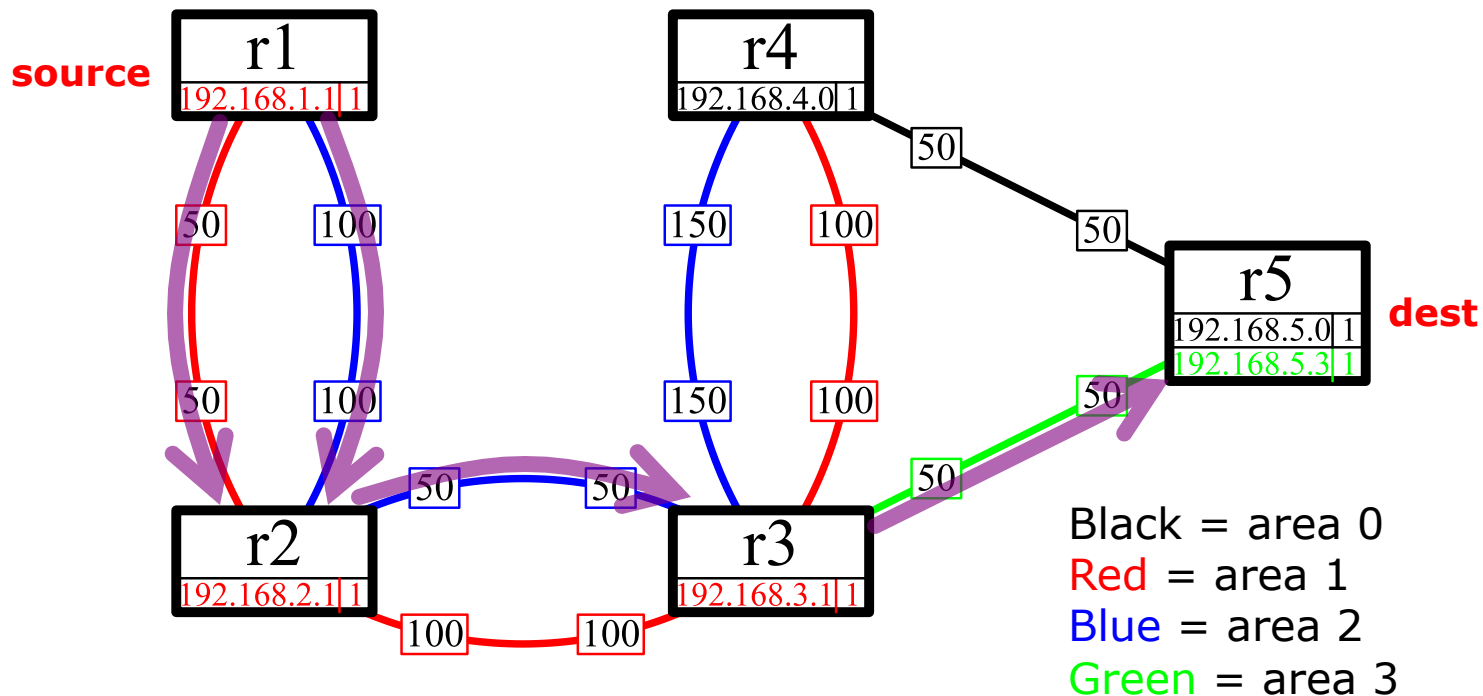 r1
source
192.168.1.1 1
r4
192.168.4.0 1
50
50
50
100
150
100
r5
192.168.5.0 1
192.168.5.3 1
dest
50
100
150
100
50
50
50
50
r2
192.168.2.1 1
r3
192.168.3.1 1
100
100
Black = area 0
Red = area 1
Blue = area 2
Green = area 3